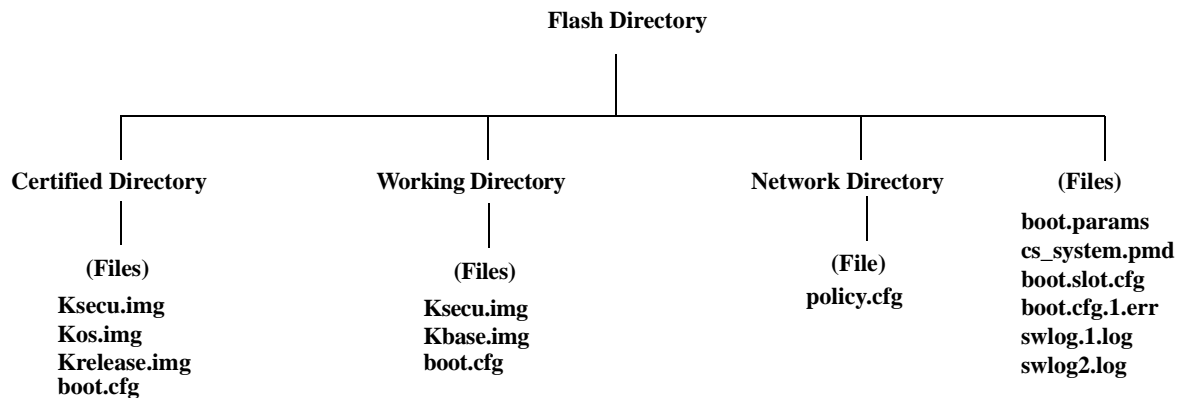 Flash Directory
Certified Directory
Working Directory
Network Directory
(Files)
(Files)
Ksecu.img
Kos.img
Krelease.img
boot.cfg
(Files)
Ksecu.img
Kbase.img
boot.cfg
(File)
policy.cfg
boot.params
cs_system.pmd
boot.slot.cfg
boot.cfg.1.err
swlog.1.log
swlog2.log